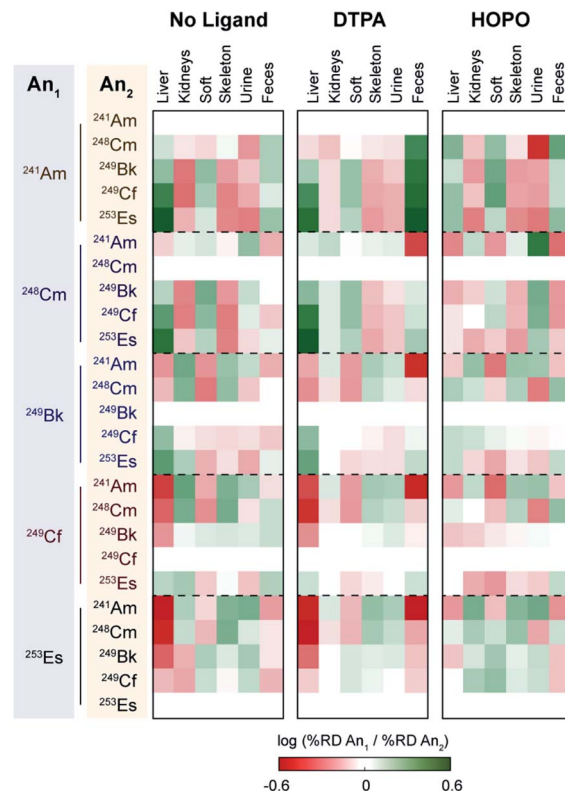 No Ligand DTPA HOPO
An₁ An₂ Liver Kidneys Soft Skeleton Urine Feces Liver Kidneys Soft Skeleton Urine Feces Liver Kidneys Soft Skeleton Urine Feces
²⁴¹Am
²⁴⁸Cm
²⁴¹Am ²⁴⁹Bk
²⁴⁹Cf
²⁵³Es
²⁴¹Am
²⁴⁸Cm ²⁴⁸Cm
²⁴⁹Bk
²⁴⁹Cf
²⁵³Es
²⁴¹Am
²⁴⁸Cm
²⁴⁹Bk ²⁴⁹Bk
²⁴⁹Cf
²⁵³Es
²⁴¹Am
²⁴⁸Cm
²⁴⁹Cf ²⁴⁹Bk
²⁴⁹Cf
²⁵³Es
²⁴¹Am
²⁴⁸Cm
²⁵³Es ²⁴⁹Bk
²⁴⁹Cf
²⁵³Es
log (%RD An₁ / %RD An₂)
-0.6 0 0.6